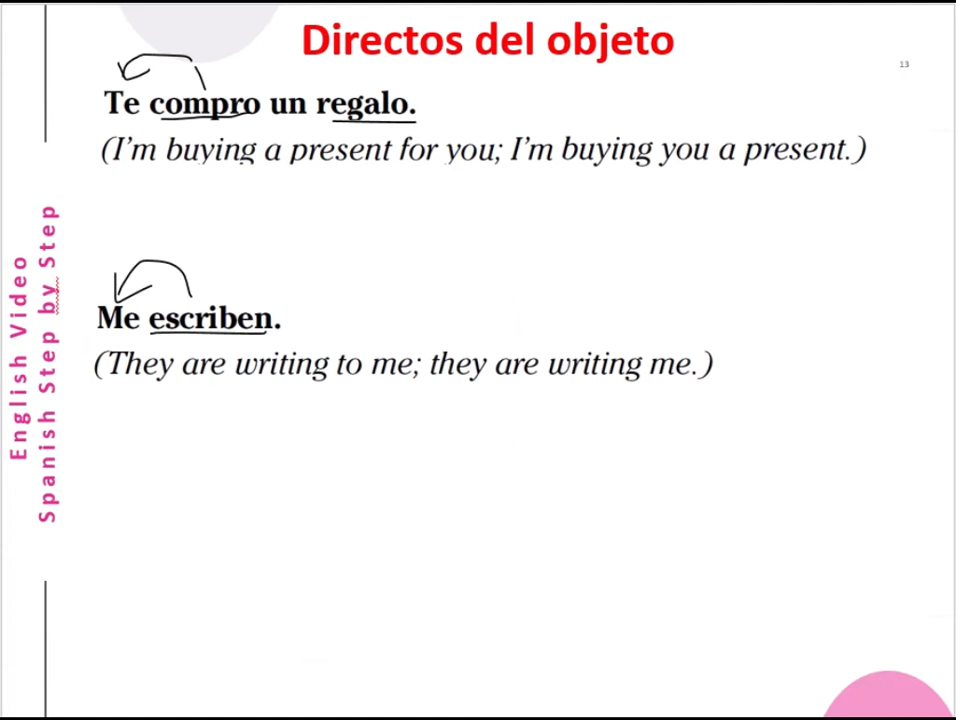 Directos del objeto
13
Te compro un regalo.
(I'm buying a present for you; I'm buying you a present.)
Me escriben.
(They are writing to me; they are writing me.)
English Video
Spanish Step by Step